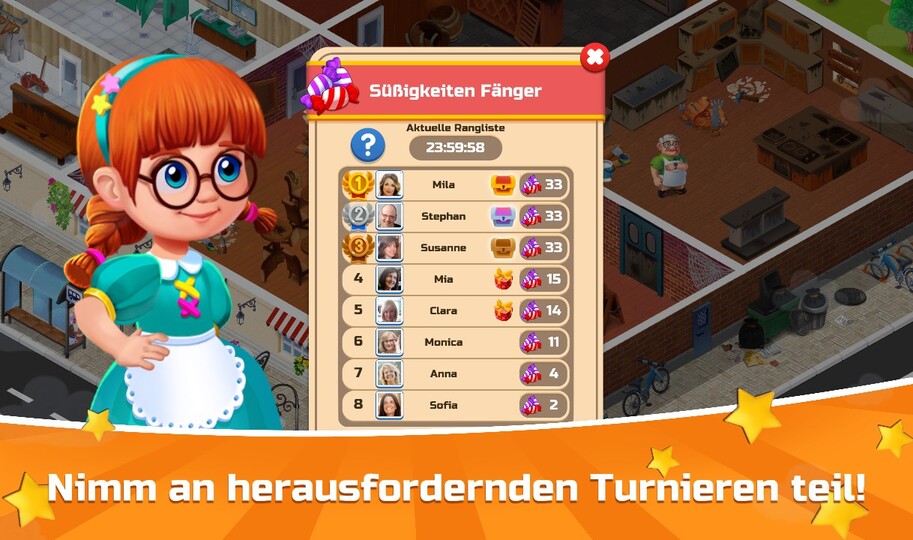 Süßigkeiten Fänger
Aktuelle Rangliste
?
23:59:58
1 Mila 33
2 Stephan 33
3 Susanne 33
4 Mia 15
5 Clara 14
6 Monica 11
7 Anna 4
8 Sofia 2
Nimm an herausfordernden Turnieren teil!